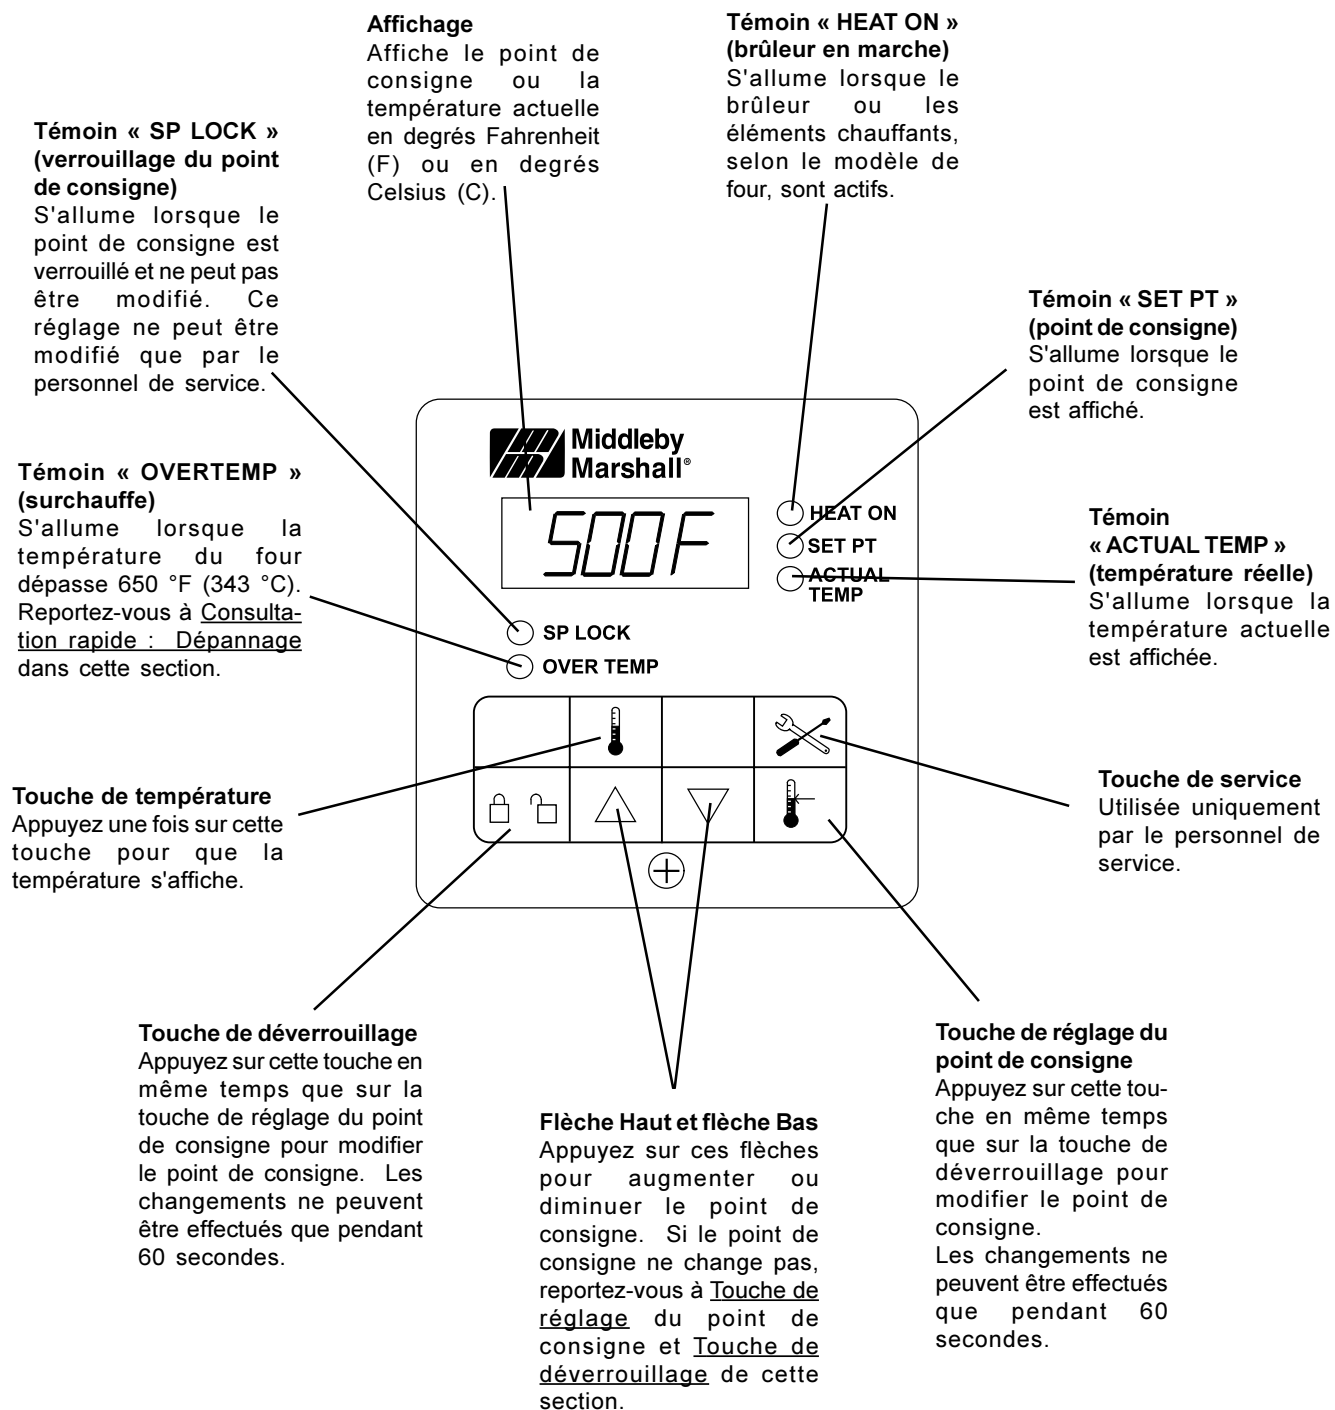 Affichage
Affiche le point de
consigne ou la
température actuelle
en degrés Fahrenheit
(F) ou en degrés
Celsius (C).
Témoin « HEAT ON »
(brûleur en marche)
S'allume lorsque le
brûleur ou les
éléments chauffants,
selon le modèle de
four, sont actifs.
Témoin « SP LOCK »
(verrouillage du point
de consigne)
S'allume lorsque le
point de consigne est
verrouillé et ne peut pas
être modifié. Ce
réglage ne peut être
modifié que par le
personnel de service.
Témoin « SET PT »
(point de consigne)
S'allume lorsque le
point de consigne
est affiché.
Témoin « OVERTEMP »
(surchauffe)
S'allume lorsque la
température du four
dépasse 650 °F (343 °C).
Reportez-vous à Consulta-
tion rapide : Dépannage
dans cette section.
Middleby
Marshall®
500F
HEAT ON
SET PT
ACTUAL
TEMP
SP LOCK
OVER TEMP
Témoin
« ACTUAL TEMP »
(température réelle)
S'allume lorsque la
température actuelle
est affichée.
Touche de température
Appuyez une fois sur cette
touche pour que la
température s'affiche.
Touche de service
Utilisée uniquement
par le personnel de
service.
Touche de déverrouillage
Appuyez sur cette touche en
même temps que sur la
touche de réglage du point
de consigne pour modifier
le point de consigne. Les
changements ne peuvent
être effectués que pendant
60 secondes.
Flèche Haut et flèche Bas
Appuyez sur ces flèches
pour augmenter ou
diminuer le point de
consigne. Si le point de
consigne ne change pas,
reportez-vous à Touche de
réglage du point de
consigne et Touche de
déverrouillage de cette
section.
Touche de réglage du
point de consigne
Appuyez sur cette tou-
che en même temps
que sur la touche de
déverrouillage pour
modifier le point de
consigne.
Les changements ne
peuvent être effectués
que pendant 60
secondes.